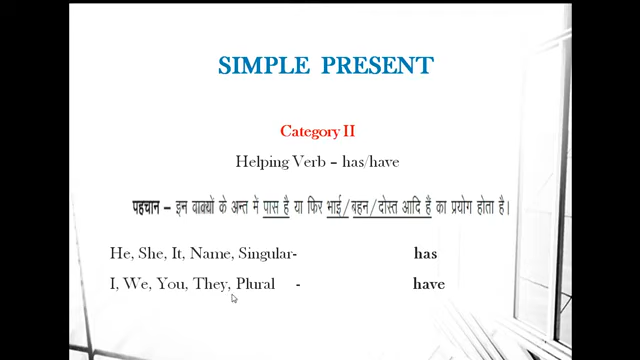 SIMPLE PRESENT
Category II
Helping Verb – has/have
पहचान – इन वाक्यों के अन्त मे पास है या फिर भाई/बहन/दोस्त आदि हैं का प्रयोग होता है।
He, She, It, Name, Singular- has
I, We, You, They, Plural - have